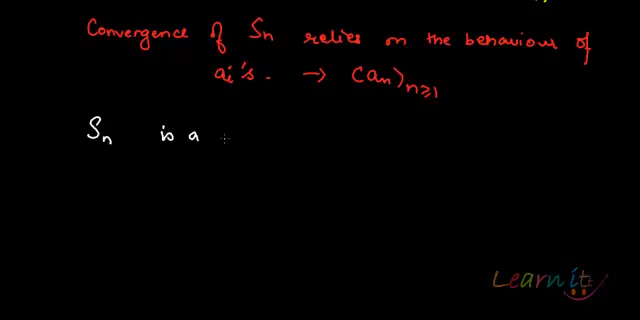 Convergence of Sn relies on the behaviour of
ai's. → (an)n≥1
Sn is a
Learnit